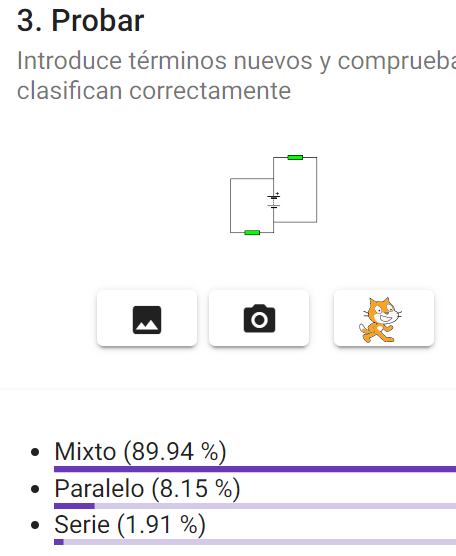 3. Probar
Introduce términos nuevos y comprueba
clasifican correctamente
Mixto (89.94 %)
Paralelo (8.15 %)
Serie (1.91 %)